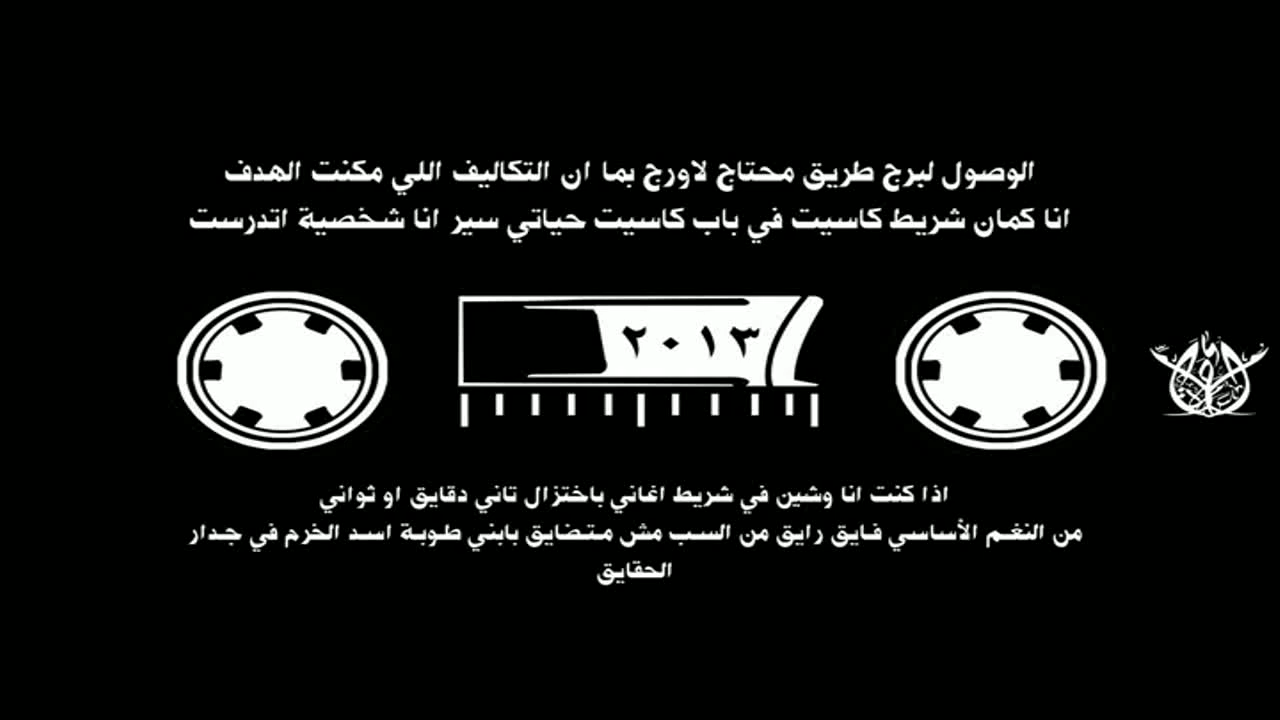 الوصول لبرج طريق محتاج لاورج بما ان التكاليف اللي مكنت الهدف
انا كمان شريط كاسيت في باب كاسيت حياتي سير انا شخصية اتدرست
٢٠١٣
اذا كنت انا وشين في شريط اغاني باختزال تاني دقايق او ثواني
من النغم الأساسي فايق رايق من السب مش متضايق بابني طوبة اسد الخرم في جدار
الحقايق